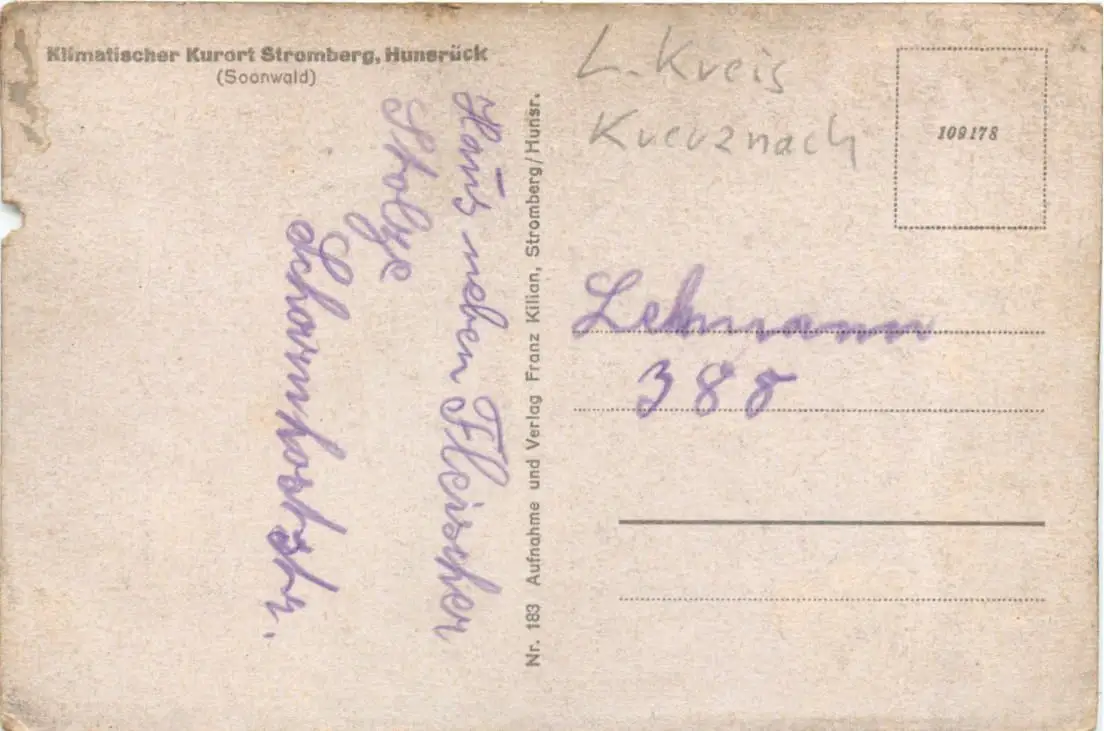 Klimatischer Kurort Stromberg, Hunsrück
(Soonwald)
Haus neben Fleischer
Stolze
Scharnhorststr.
Nr. 183 Aufnahme und Verlag Franz Kilian, Stromberg/Hunsr.
L. Kreis
Kreuznach
109178
Lehmann
388